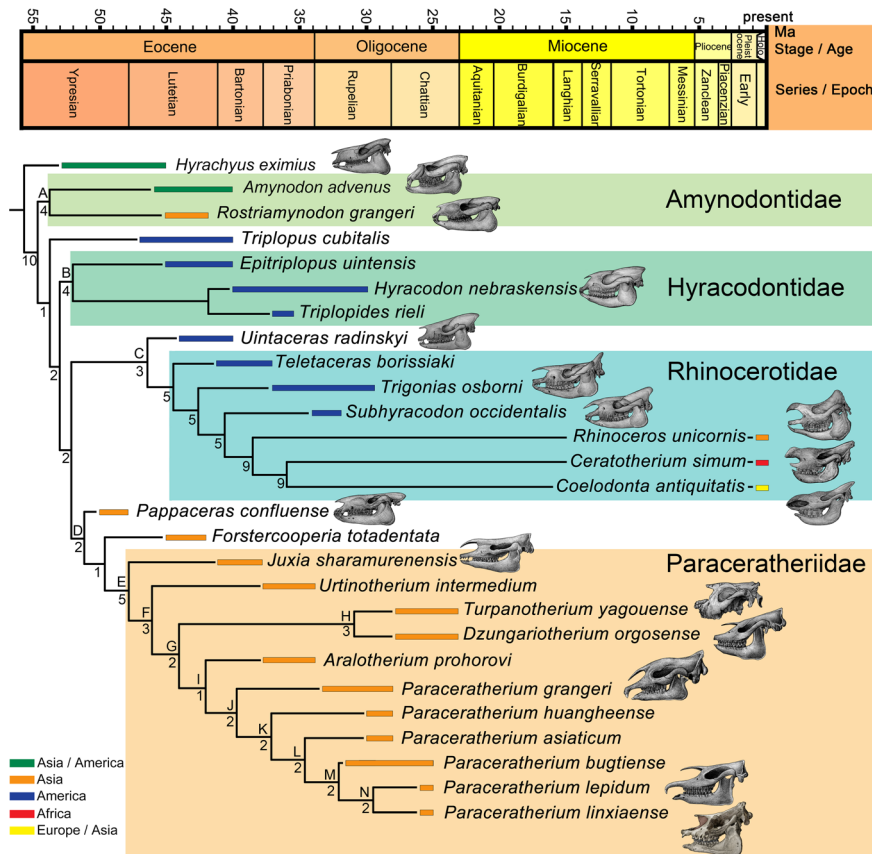 55 50 45 40 35 30 25 20 15 10 5 present
Eocene Oligocene Miocene Pliocene Pleistocene Holo. Ma
Stage / Age
Ypresian Lutetian Bartonian Priabonian Rupelian Chattian Aquitanian Burdigalian Langhian Serravallian Tortonian Messinian Zanclean Piacenzian Early Series / Epoch
Hyrachyus eximius
A
4
Amynodon advenus
Rostriamynodon grangeri
Amynodontidae
10
Triplopus cubitalis
1
B
4
Epitriplopus uintensis
Hyracodon nebraskensis
Triplopides rieli
Hyracodontidae
2
Uintaceras radinskyi
C
3
Teletaceras borissiaki
Rhinocerotidae
5
Trigonias osborni
5
Subhyracodon occidentalis
5
Rhinoceros unicornis
9
Ceratotherium simum
9
Coelodonta antiquitatis
2
Pappaceras confluense
D
2
Forstercooperia totadentata
1
Juxia sharamurenensis
Paraceratheriidae
E
5
Urtinotherium intermedium
F
3
Turpanotherium yagouense
H
3
Dzungariotherium orgosense
G
2
Aralotherium prohorovi
I
1
Paraceratherium grangeri
J
2
Paraceratherium huangheense
K
2
Paraceratherium asiaticum
L
2
Paraceratherium bugtiense
M
2
Paraceratherium lepidum
N
2
Paraceratherium linxiaense
Asia / America
Asia
America
Africa
Europe / Asia